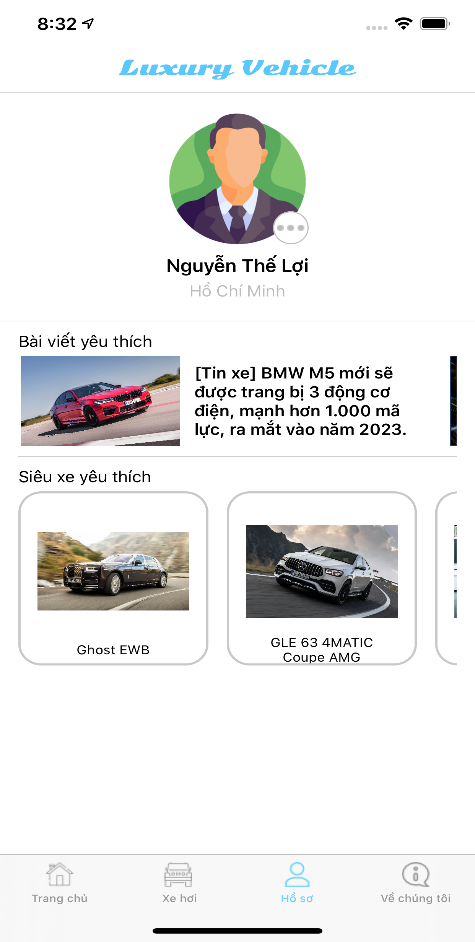 8:32
Luxury Vehicle
Nguyễn Thế Lợi
Hồ Chí Minh
Bài viết yêu thích
[Tin xe] BMW M5 mới sẽ
được trang bị 3 động cơ
điện, mạnh hơn 1.000 mã
lực, ra mắt vào năm 2023.
Siêu xe yêu thích
Ghost EWB
GLE 63 4MATIC
Coupe AMG
Trang chủ
Xe hơi
Hồ sơ
Về chúng tôi